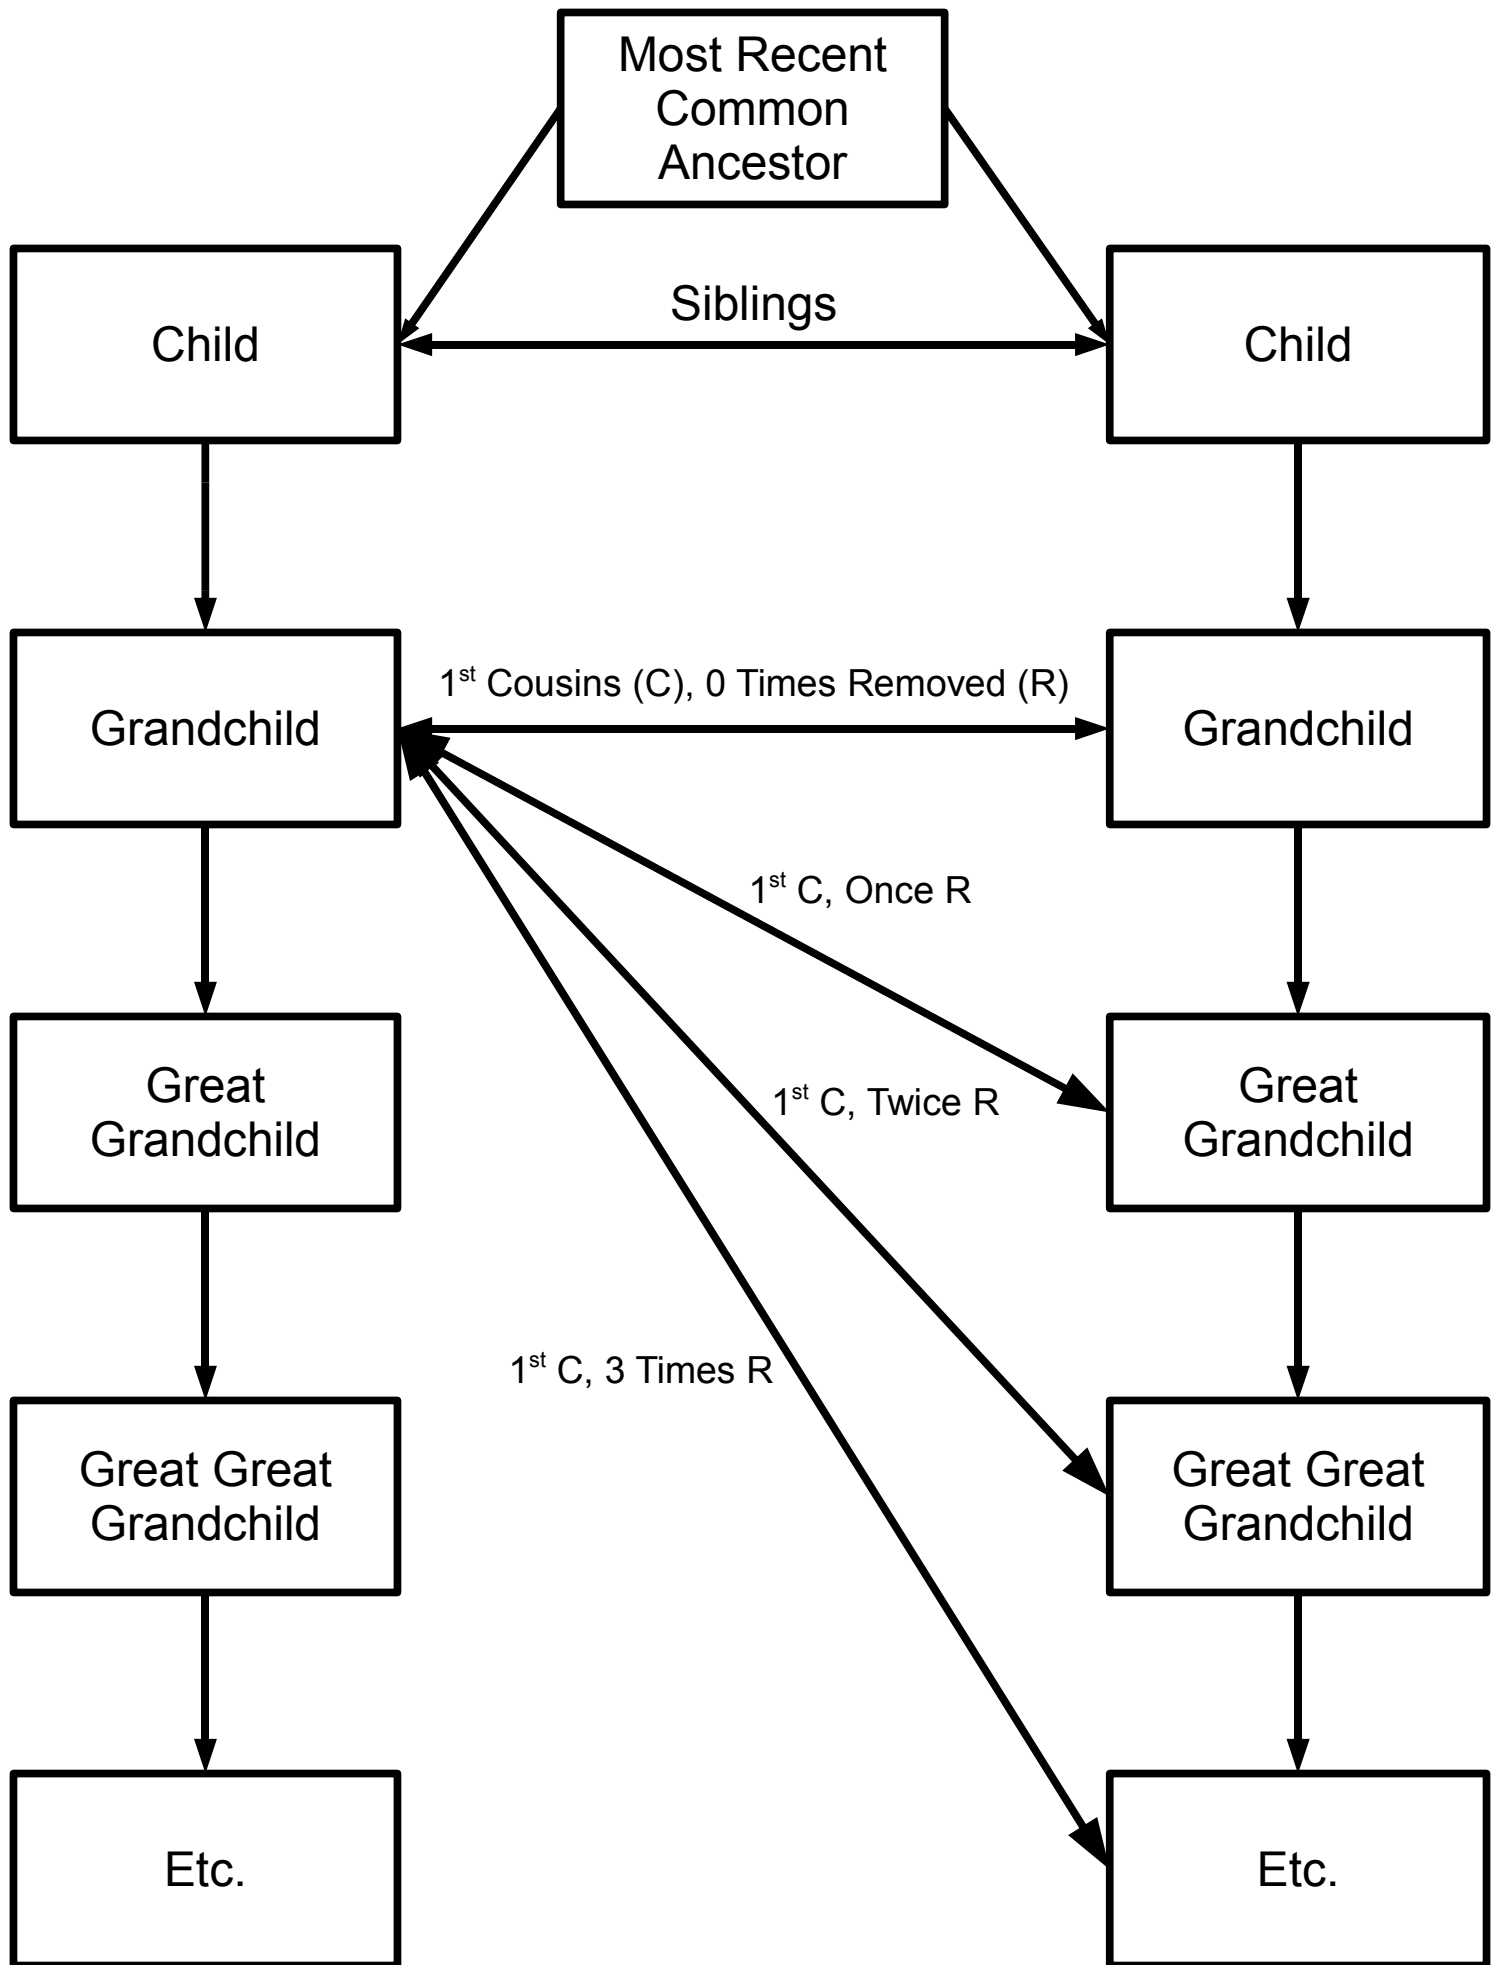 Most Recent
Common
Ancestor
Siblings
Child
Child
1st Cousins (C), 0 Times Removed (R)
Grandchild
Grandchild
1st C, Once R
Great
Grandchild
1st C, Twice R
Great
Grandchild
1st C, 3 Times R
Great Great
Grandchild
Great Great
Grandchild
Etc.
Etc.